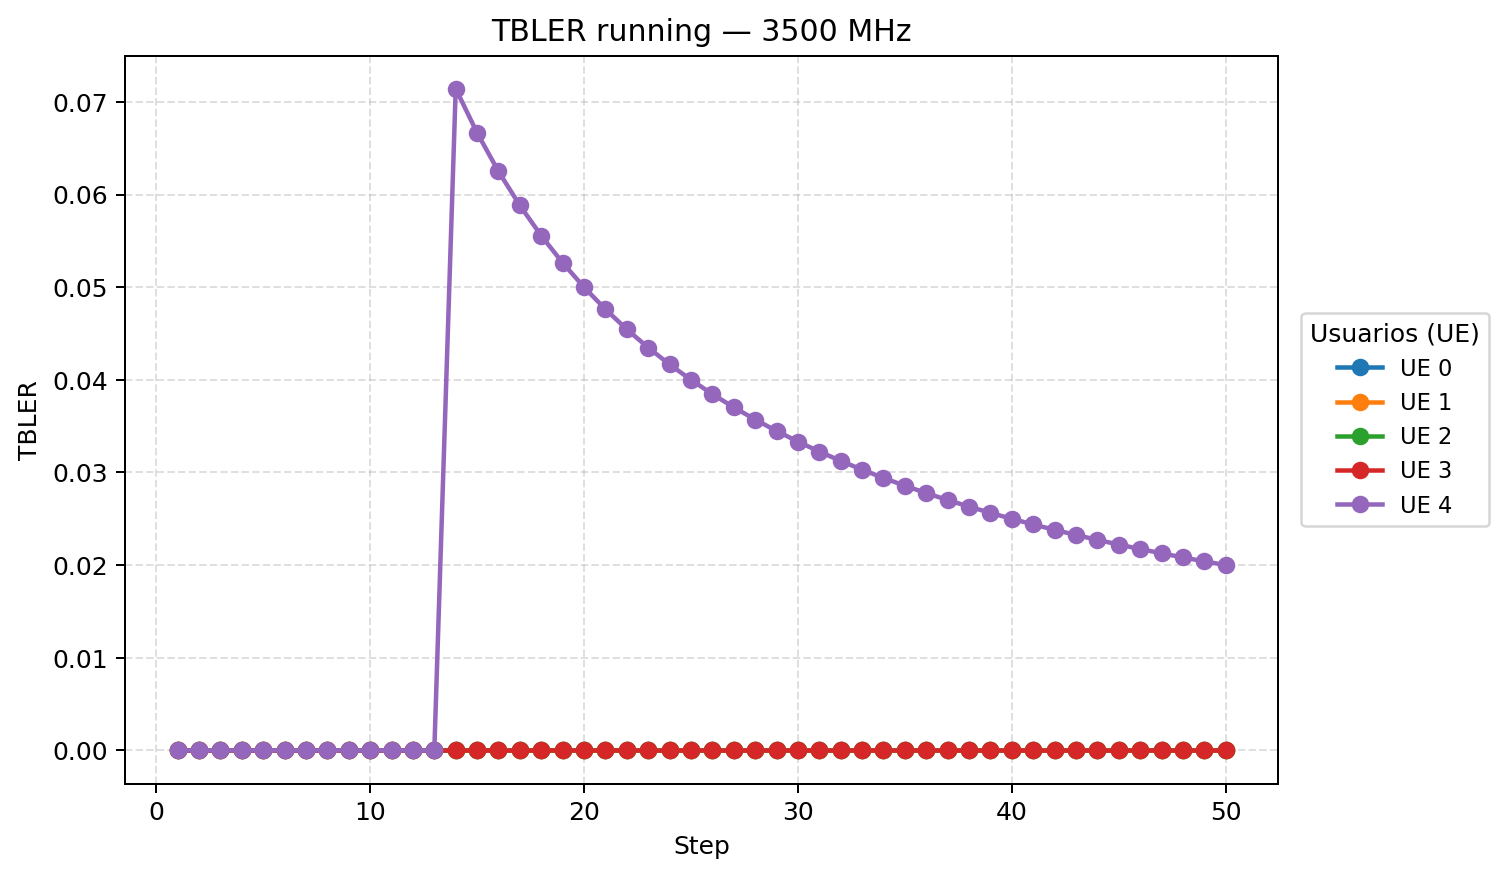 TBLER running — 3500 MHz
0.07
0.06
0.05
0.04
0.03
0.02
0.01
0.00
TBLER
0 10 20 30 40 50
Step
Usuarios (UE)
UE 0
UE 1
UE 2
UE 3
UE 4